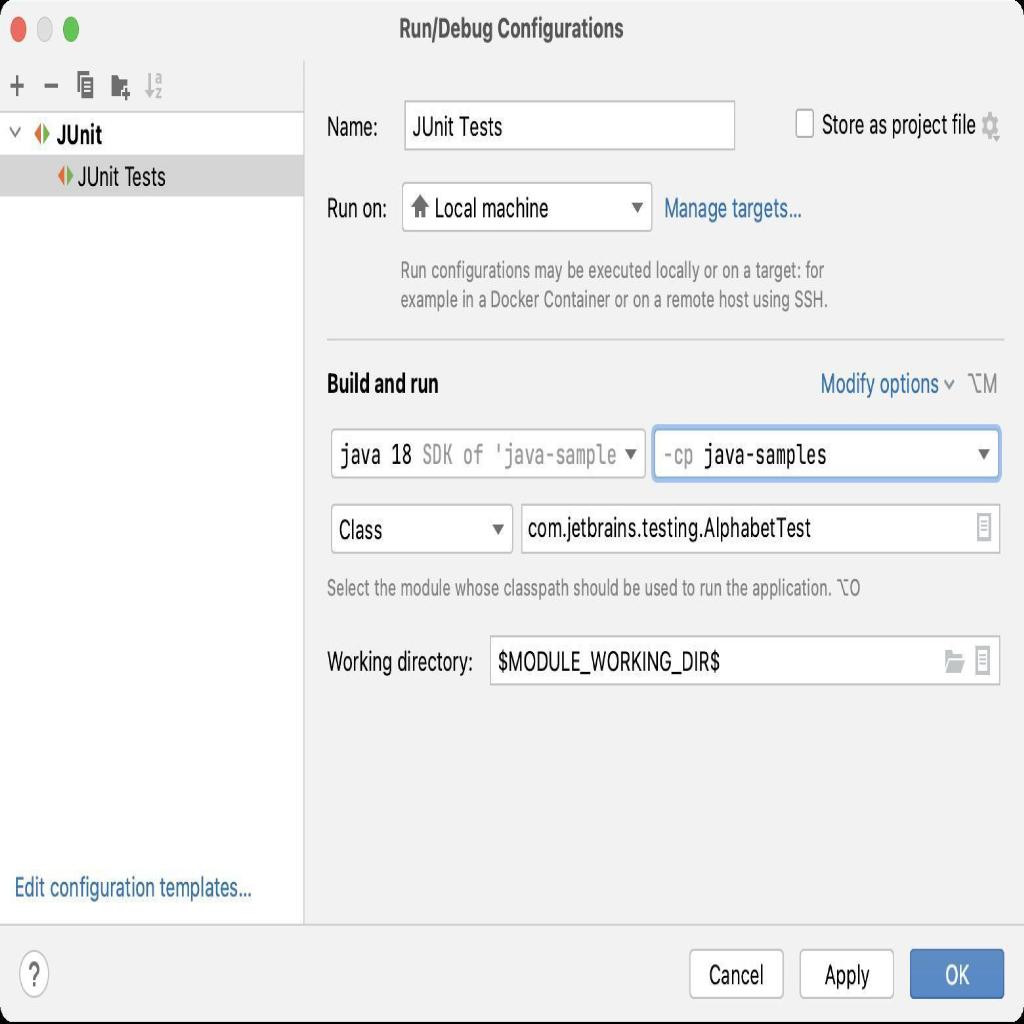 Run/Debug Configurations
JUnit
JUnit Tests
Edit configuration templates...
Name: JUnit Tests
Store as project file
Run on: Local machine Manage targets...
Run configurations may be executed locally or on a target: for
example in a Docker Container or on a remote host using SSH.
Build and run Modify options ⌥M
java 18 SDK of 'java-sample -cp java-samples
Class com.jetbrains.testing.AlphabetTest
Select the module whose classpath should be used to run the application. ⌥O
Working directory: $MODULE_WORKING_DIR$
? Cancel Apply OK